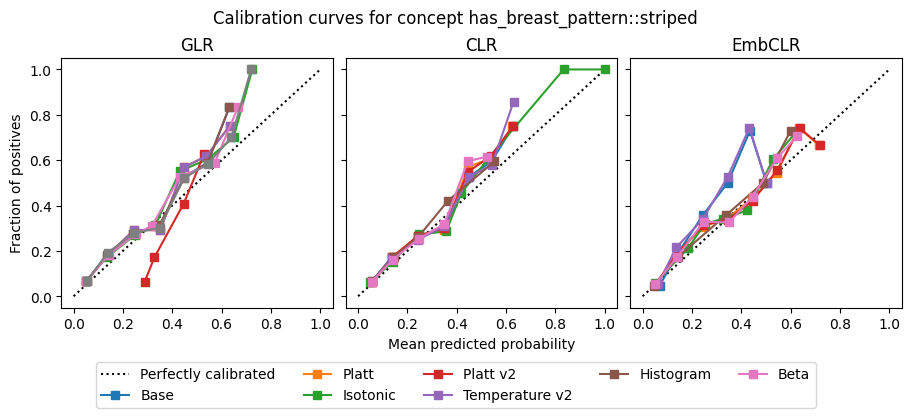 Calibration curves for concept has_breast_pattern::striped
GLR
CLR
EmbCLR
Fraction of positives
1.0
0.8
0.6
0.4
0.2
0.0
0.0 0.2 0.4 0.6 0.8 1.0
0.0 0.2 0.4 0.6 0.8 1.0
0.0 0.2 0.4 0.6 0.8 1.0
Mean predicted probability
Perfectly calibrated
Base
Platt
Isotonic
Platt v2
Temperature v2
Histogram
Beta